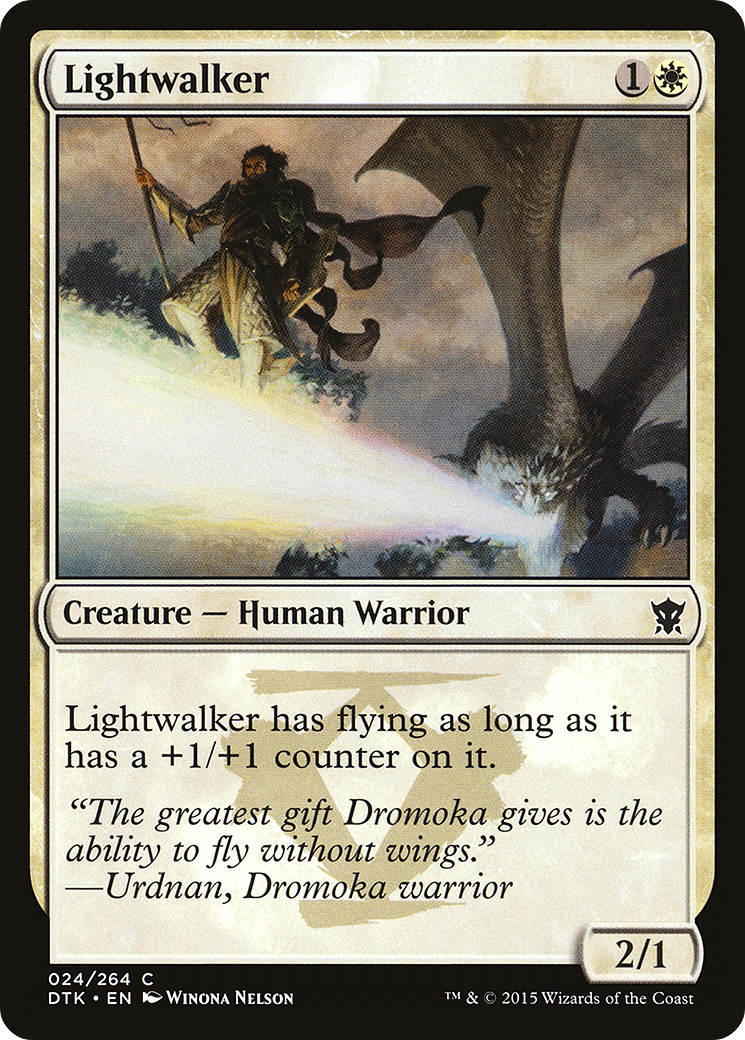 Lightwalker
1
Creature — Human Warrior
Lightwalker has flying as long as it
has a +1/+1 counter on it.
“The greatest gift Dromoka gives is the
ability to fly without wings.”
—Urdnan, Dromoka warrior
2/1
024/264 C
DTK • EN Winona Nelson
™ & © 2015 Wizards of the Coast